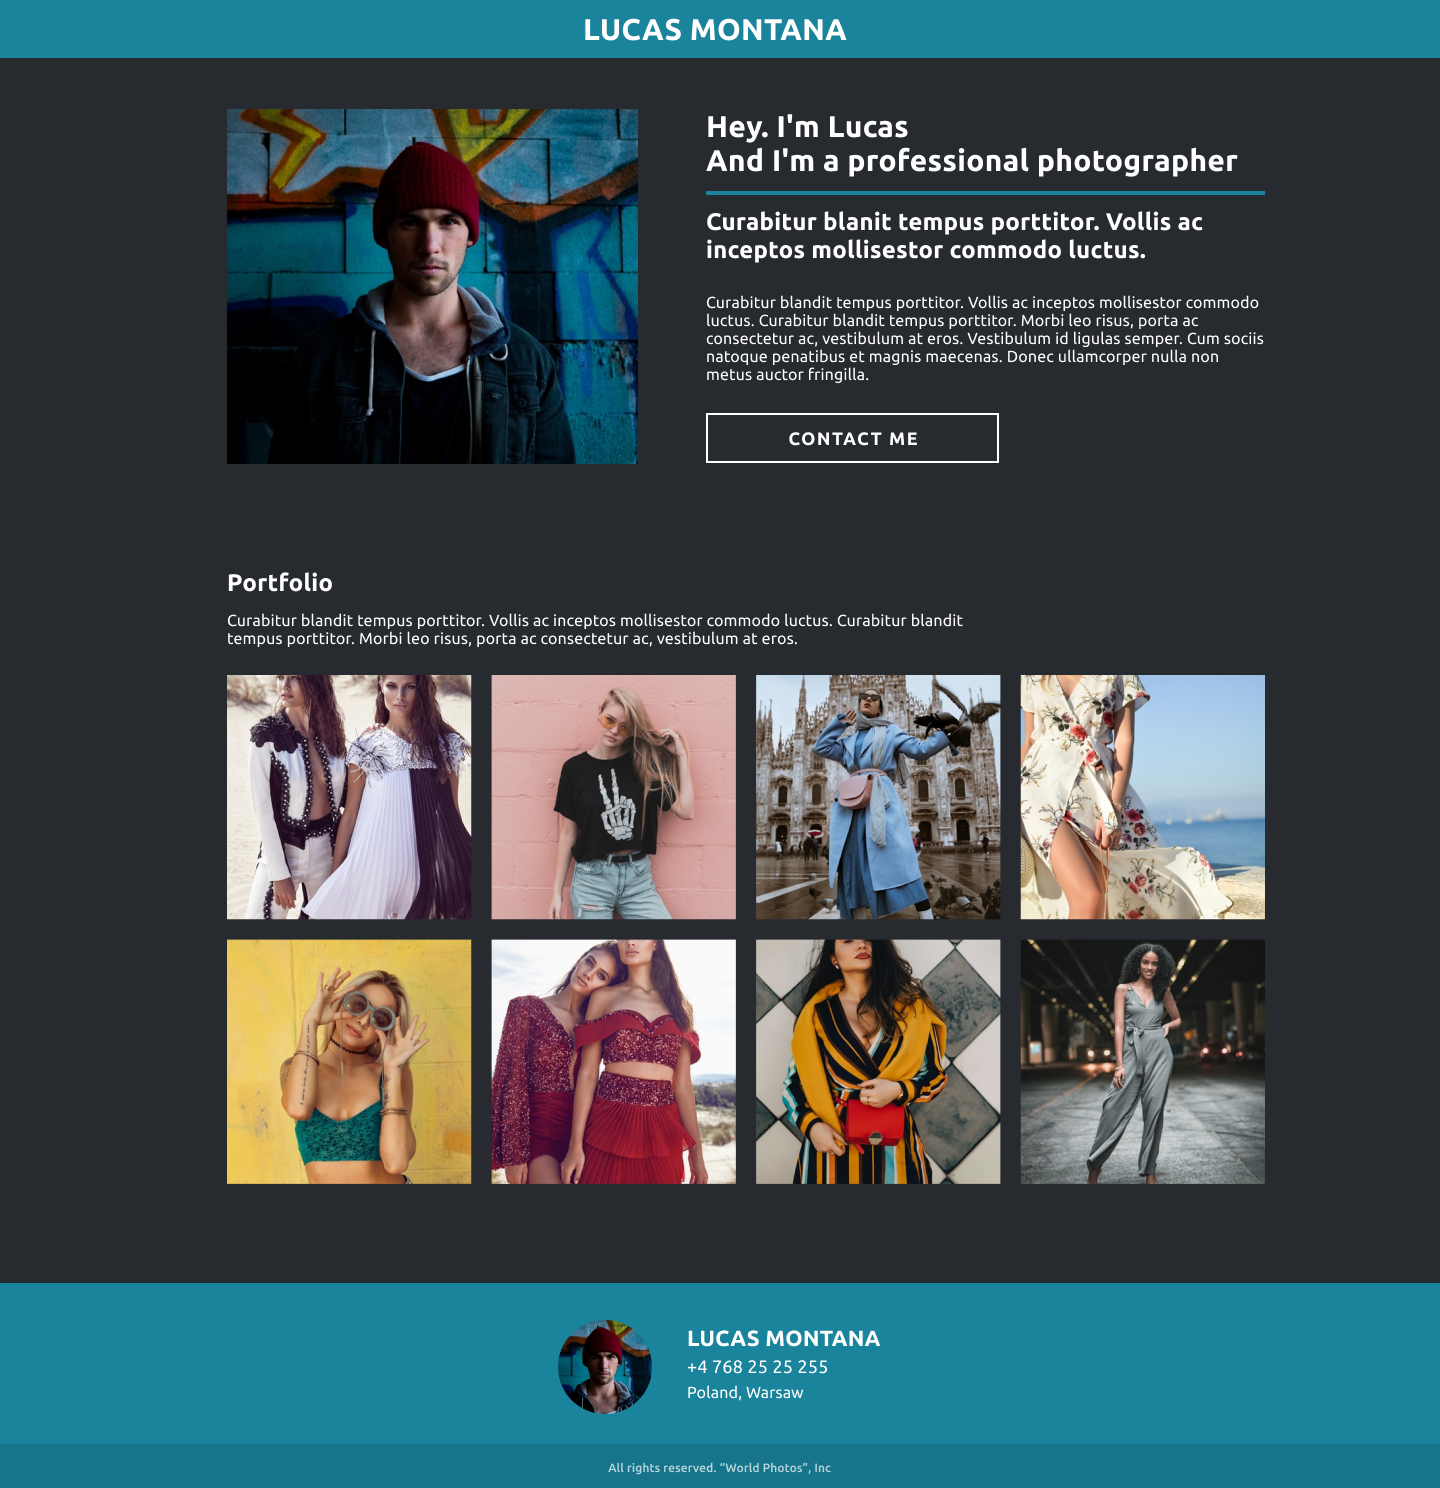 LUCAS MONTANA
Hey. I'm Lucas
And I'm a professional photographer
Curabitur blanit tempus porttitor. Vollis ac
inceptos mollisestor commodo luctus.
Curabitur blandit tempus porttitor. Vollis ac inceptos mollisestor commodo
luctus. Curabitur blandit tempus porttitor. Morbi leo risus, porta ac
consectetur ac, vestibulum at eros. Vestibulum id ligulas semper. Cum sociis
natoque penatibus et magnis maecenas. Donec ullamcorper nulla non
metus auctor fringilla.
CONTACT ME
Portfolio
Curabitur blandit tempus porttitor. Vollis ac inceptos mollisestor commodo luctus. Curabitur blandit
tempus porttitor. Morbi leo risus, porta ac consectetur ac, vestibulum at eros.
LUCAS MONTANA
+4 768 25 25 255
Poland, Warsaw
All rights reserved. “World Photos”, Inc